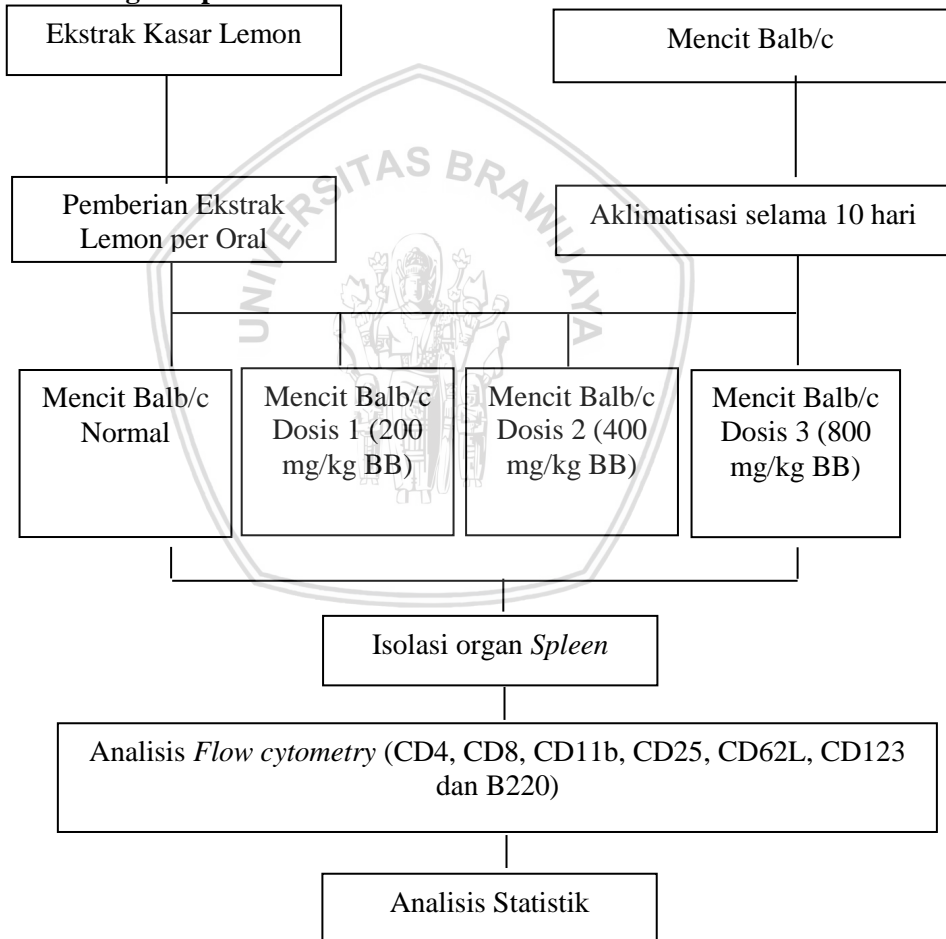 Ekstrak Kasar Lemon
Mencit Balb/c
UNIVERSITAS BRAWIJAYA
Pemberian Ekstrak
Lemon per Oral
Aklimatisasi selama 10 hari
Mencit Balb/c
Normal
Mencit Balb/c
Dosis 1 (200
mg/kg BB)
Mencit Balb/c
Dosis 2 (400
mg/kg BB)
Mencit Balb/c
Dosis 3 (800
mg/kg BB)
Isolasi organ Spleen
Analisis Flow cytometry (CD4, CD8, CD11b, CD25, CD62L, CD123
dan B220)
Analisis Statistik